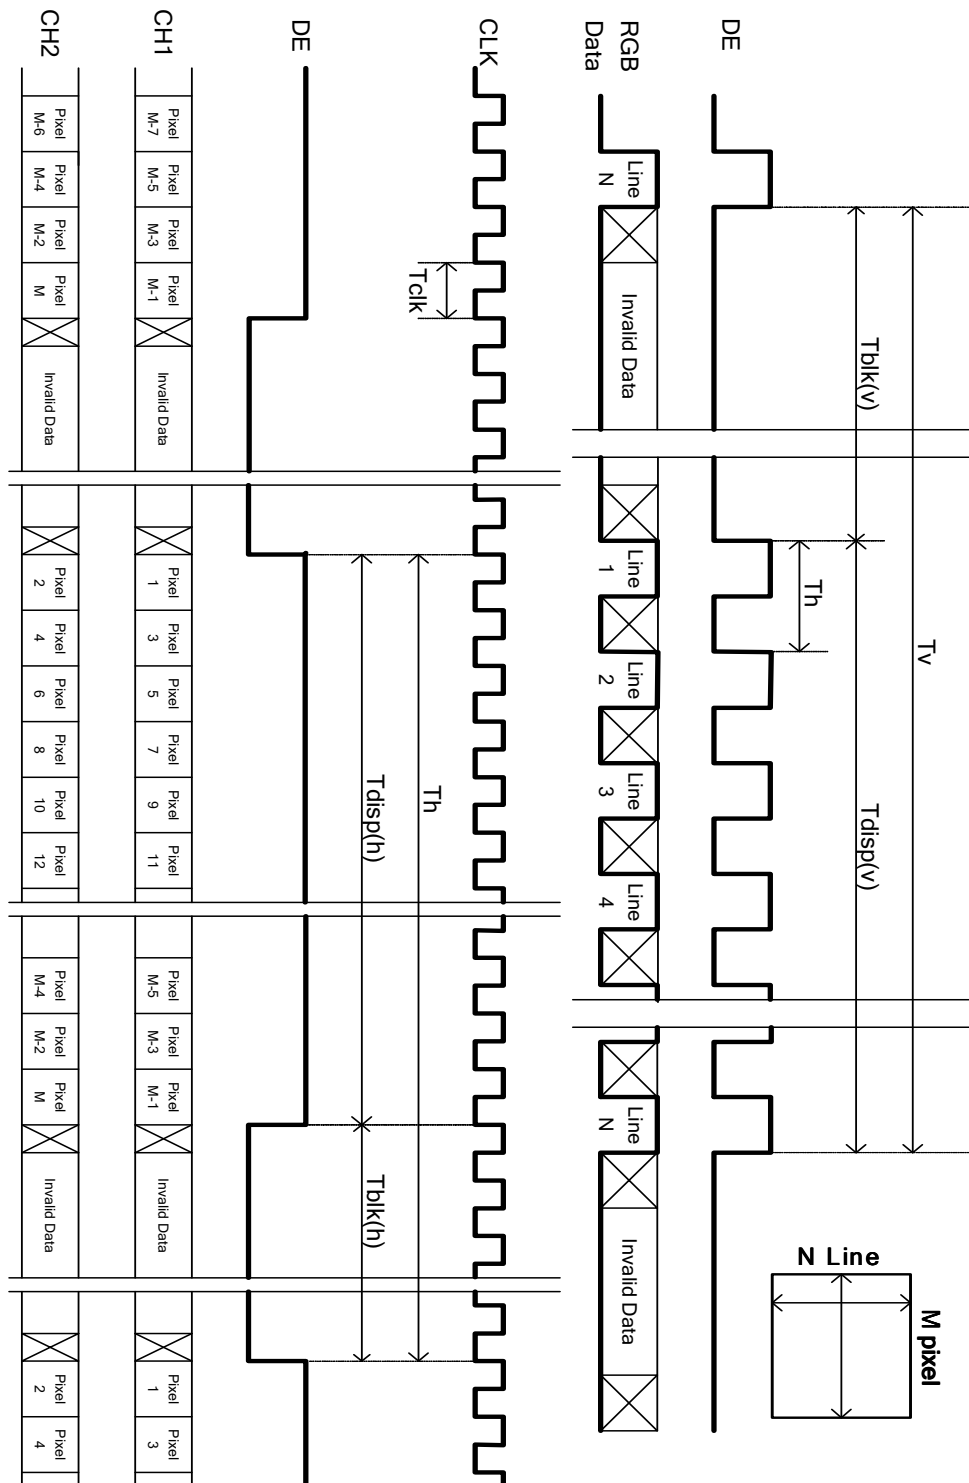 Tv
Tblk(v)
Tdisp(v)
Th
M pixel
N Line
DE
RGB
Data
Line
N
Invalid Data
Line
1
Line
2
Line
3
Line
4
Line
N
Invalid Data
CLK
Tclk
Th
Tdisp(h)
Tblk(h)
DE
CH1
Pixel
M-7
Pixel
M-5
Pixel
M-3
Pixel
M-1
Invalid Data
Pixel
1
Pixel
3
Pixel
5
Pixel
7
Pixel
9
Pixel
11
Pixel
M-5
Pixel
M-3
Pixel
M-1
Invalid Data
Pixel
1
Pixel
3
CH2
Pixel
M-6
Pixel
M-4
Pixel
M-2
Pixel
M
Invalid Data
Pixel
2
Pixel
4
Pixel
6
Pixel
8
Pixel
10
Pixel
12
Pixel
M-4
Pixel
M-2
Pixel
M
Invalid Data
Pixel
2
Pixel
4